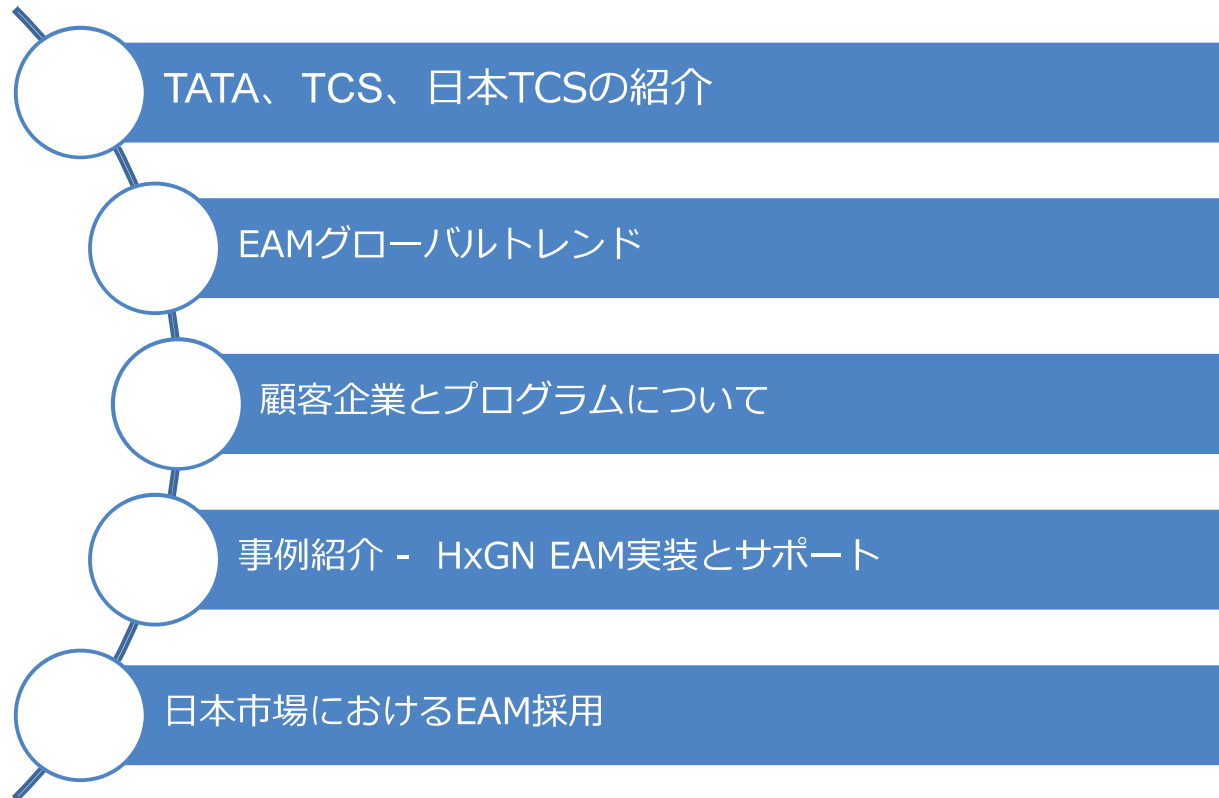 TATA、TCS、日本TCSの紹介
EAMグローバルトレンド
顧客企業とプログラムについて
事例紹介 - HxGN EAM実装とサポート
日本市場におけるEAM採用